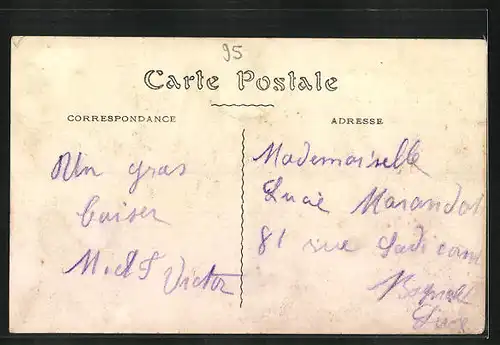 95
Carte Postale
CORRESPONDANCE
ADRESSE
Un gros
baiser
Victor
Mademoiselle
Lucie Marandot
81 rue